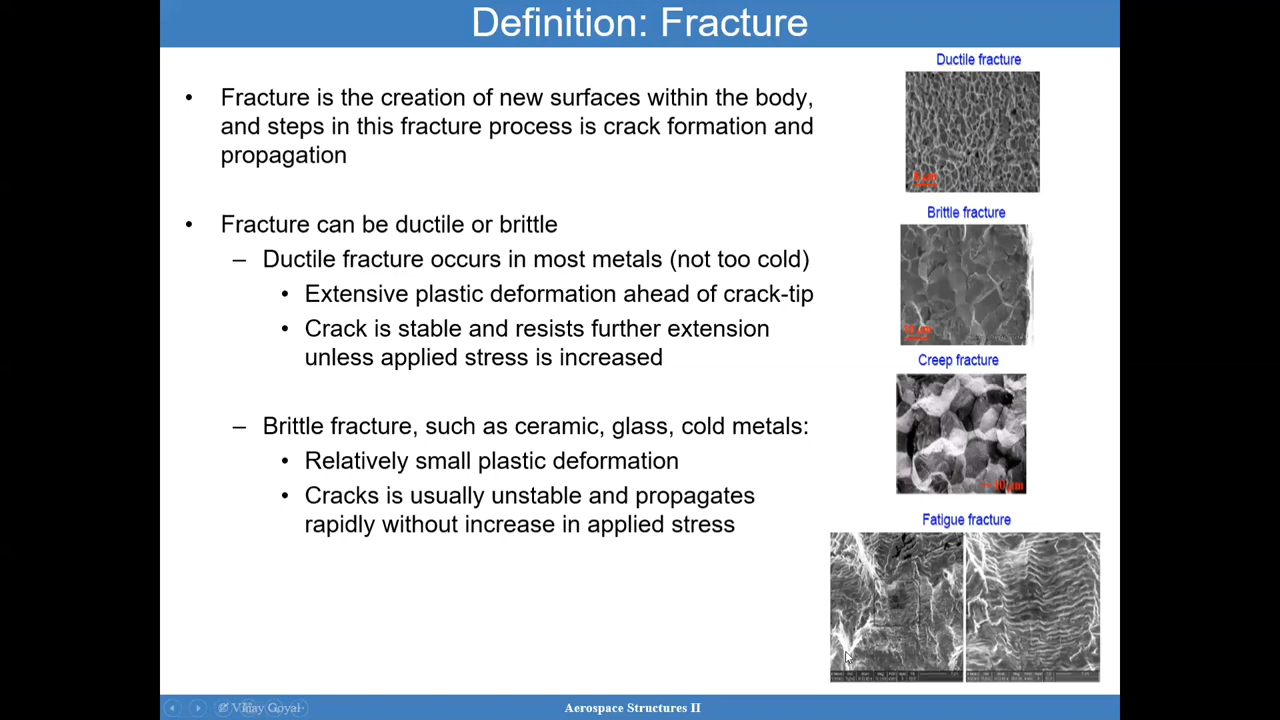 Definition: Fracture
• Fracture is the creation of new surfaces within the body,
and steps in this fracture process is crack formation and
propagation
• Fracture can be ductile or brittle
– Ductile fracture occurs in most metals (not too cold)
• Extensive plastic deformation ahead of crack-tip
• Crack is stable and resists further extension
unless applied stress is increased
– Brittle fracture, such as ceramic, glass, cold metals:
• Relatively small plastic deformation
• Cracks is usually unstable and propagates
rapidly without increase in applied stress
Ductile fracture
Brittle fracture
Creep fracture
Fatigue fracture
Vinay Goyal
Aerospace Structures II